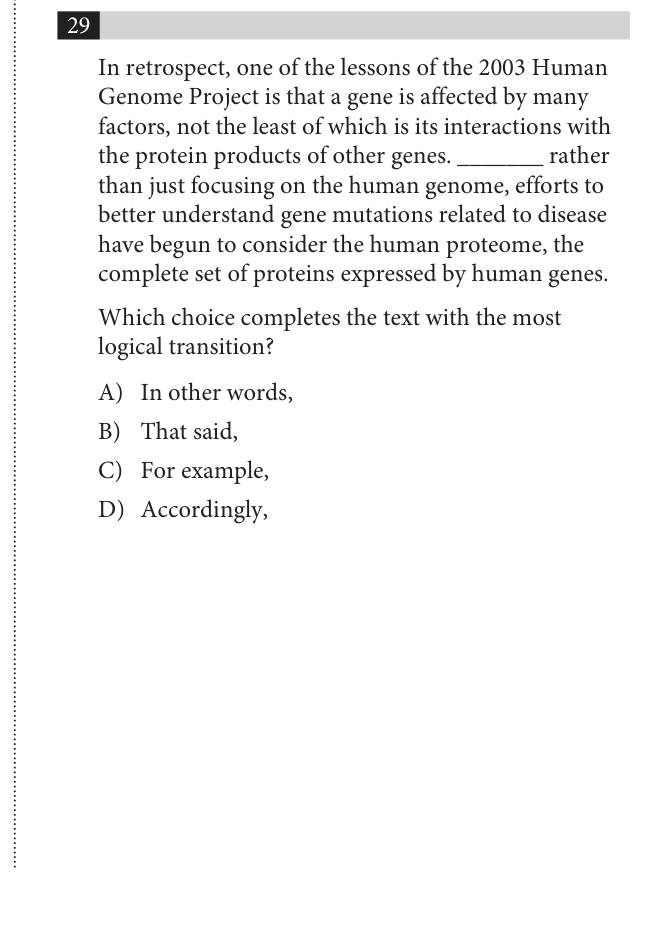 29
In retrospect, one of the lessons of the 2003 Human
Genome Project is that a gene is affected by many
factors, not the least of which is its interactions with
the protein products of other genes. _______ rather
than just focusing on the human genome, efforts to
better understand gene mutations related to disease
have begun to consider the human proteome, the
complete set of proteins expressed by human genes.
Which choice completes the text with the most
logical transition?
A) In other words,
B) That said,
C) For example,
D) Accordingly,